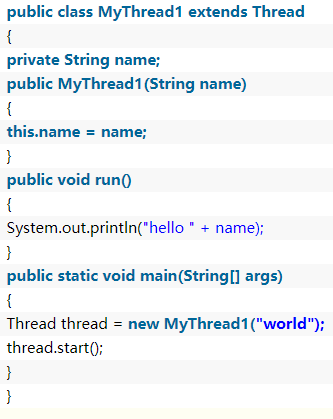 public class MyThread1 extends Thread
{
private String name;
public MyThread1(String name)
{
this.name = name;
}
public void run()
{
System.out.println("hello " + name);
}
public static void main(String[] args)
{
Thread thread = new MyThread1("world");
thread.start();
}
}